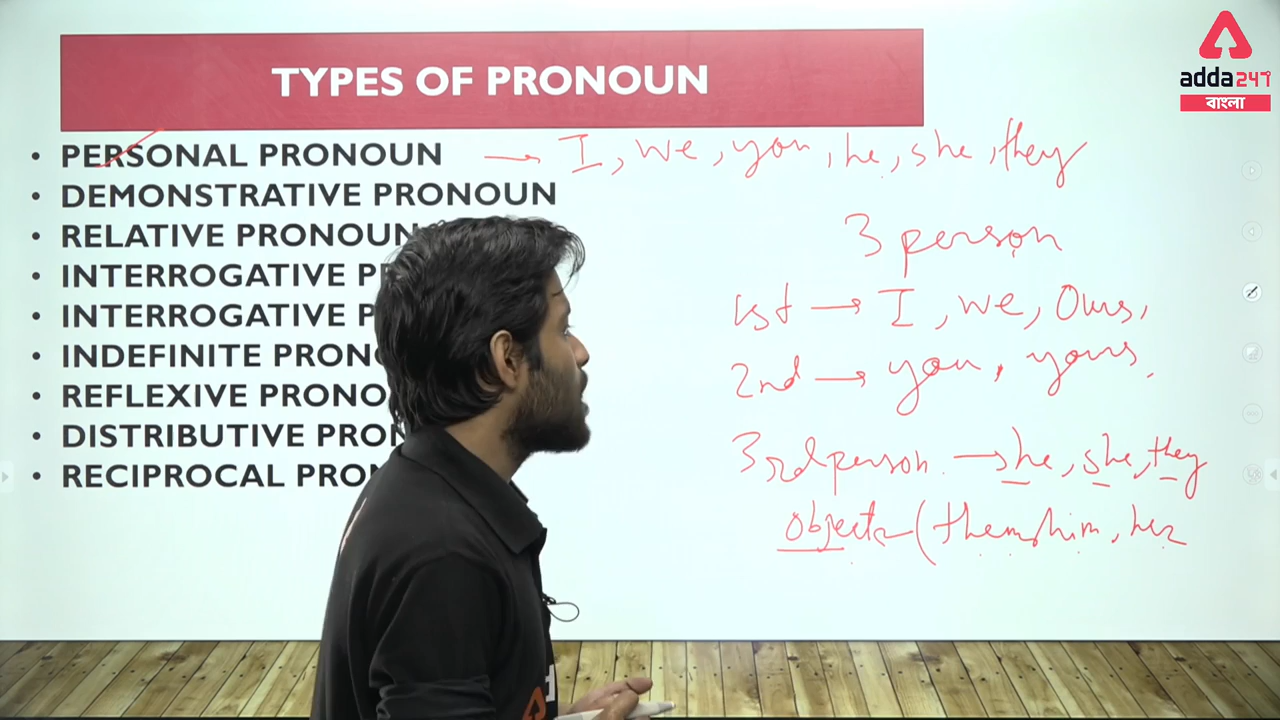 TYPES OF PRONOUN
adda247
বাংলা
• PERSONAL PRONOUN → I, we, you, he, she, they
• DEMONSTRATIVE PRONOUN
• RELATIVE PRONOUN
• INTERROGATIVE
• INTERROGATIVE
• INDEFINITE
• REFLEXIVE
• DISTRIBUTIVE
• RECIPROCAL
3 person
1st → I, we, Ours,
2nd → you, yours.
3rd person. → he, she, they
(them, him, her